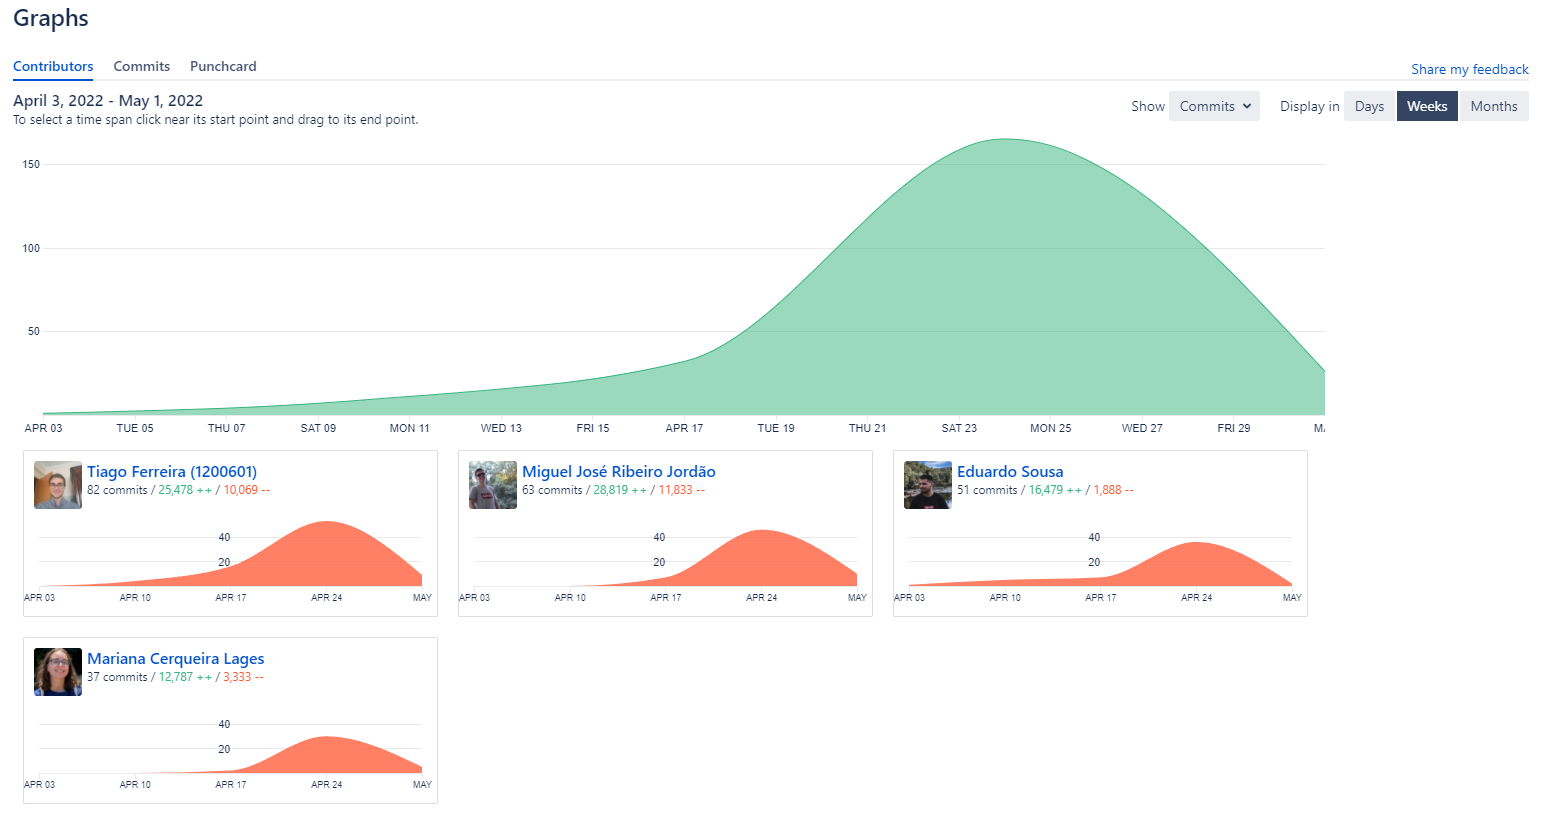 Graphs
Contributors Commits Punchcard
Share my feedback
April 3, 2022 - May 1, 2022
To select a time span click near its start point and drag to its end point.
Show Commits Display in Days Weeks Months
150
100
50
APR 03 TUE 05 THU 07 SAT 09 MON 11 WED 13 FRI 15 APR 17 TUE 19 THU 21 SAT 23 MON 25 WED 27 FRI 29
Tiago Ferreira (1200601)
82 commits / 25,478 ++ / 10,069 --
40
20
APR 03 APR 10 APR 17 APR 24 MAY
Miguel José Ribeiro Jordão
63 commits / 28,819 ++ / 11,833 --
40
20
APR 03 APR 10 APR 17 APR 24 MAY
Eduardo Sousa
51 commits / 16,479 ++ / 1,888 --
40
20
APR 03 APR 10 APR 17 APR 24 MAY
Mariana Cerqueira Lages
37 commits / 12,787 ++ / 3,333 --
40
20
APR 03 APR 10 APR 17 APR 24 MAY